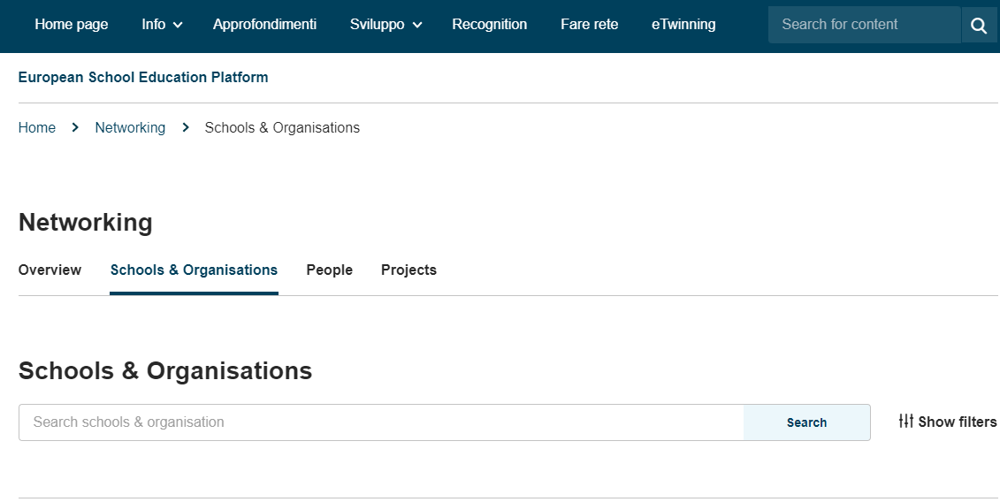 Home page Info Approfondimenti Sviluppo Recognition Fare rete eTwinning Search for content
European School Education Platform
Home Networking Schools & Organisations
Networking
Overview Schools & Organisations People Projects
Schools & Organisations
Search schools & organisation Search Show filters